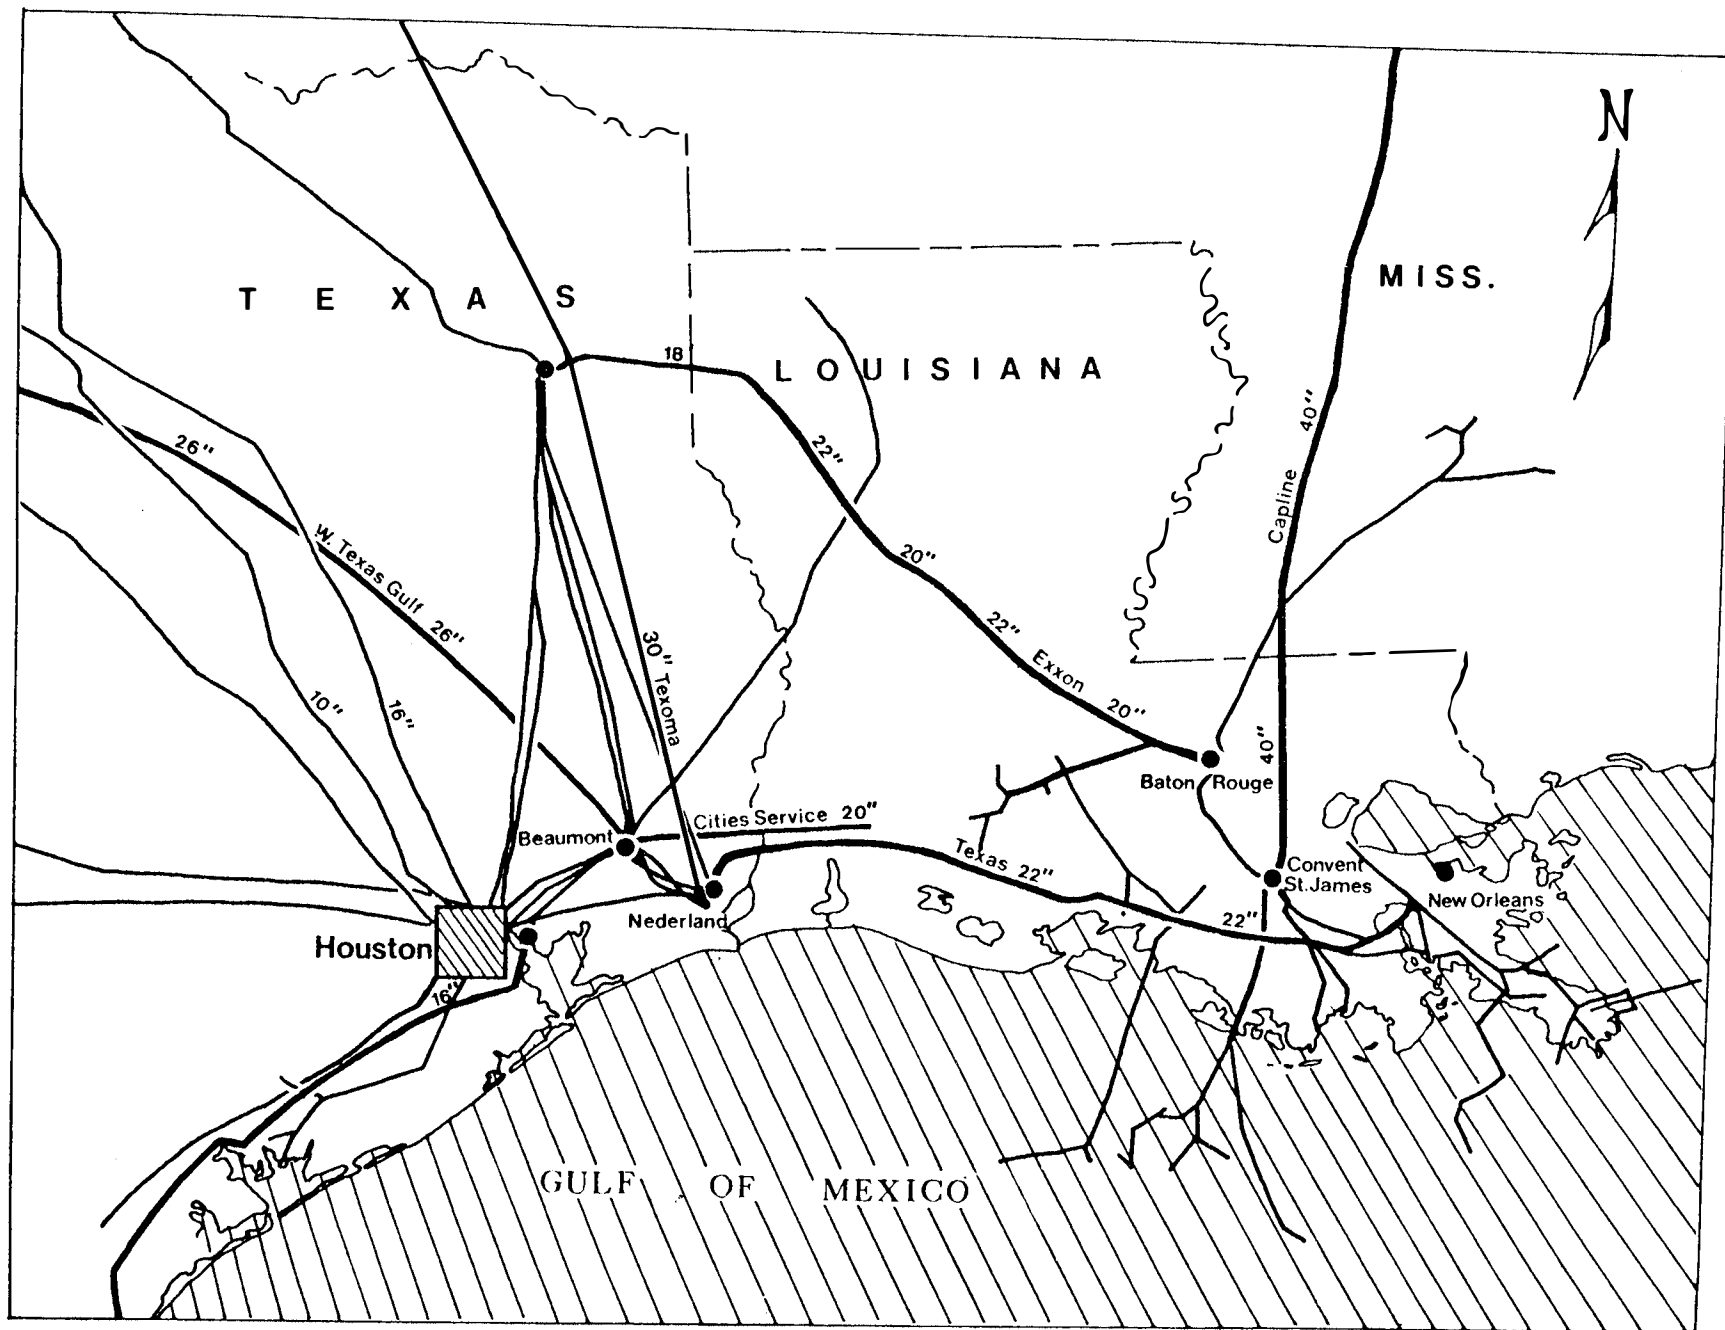 N
MISS.
T E X A S
LOUISIANA
18
22"
40"
Capline
26"
W. Texas Gulf
26"
20"
22"
Exxon
20"
30" Texoma
10"
16"
40"
Baton Rouge
Cities Service 20"
Beaumont
Texas 22"
Convent
St.James
New Orleans
Nederland
22"
Houston
16"
GULF OF MEXICO